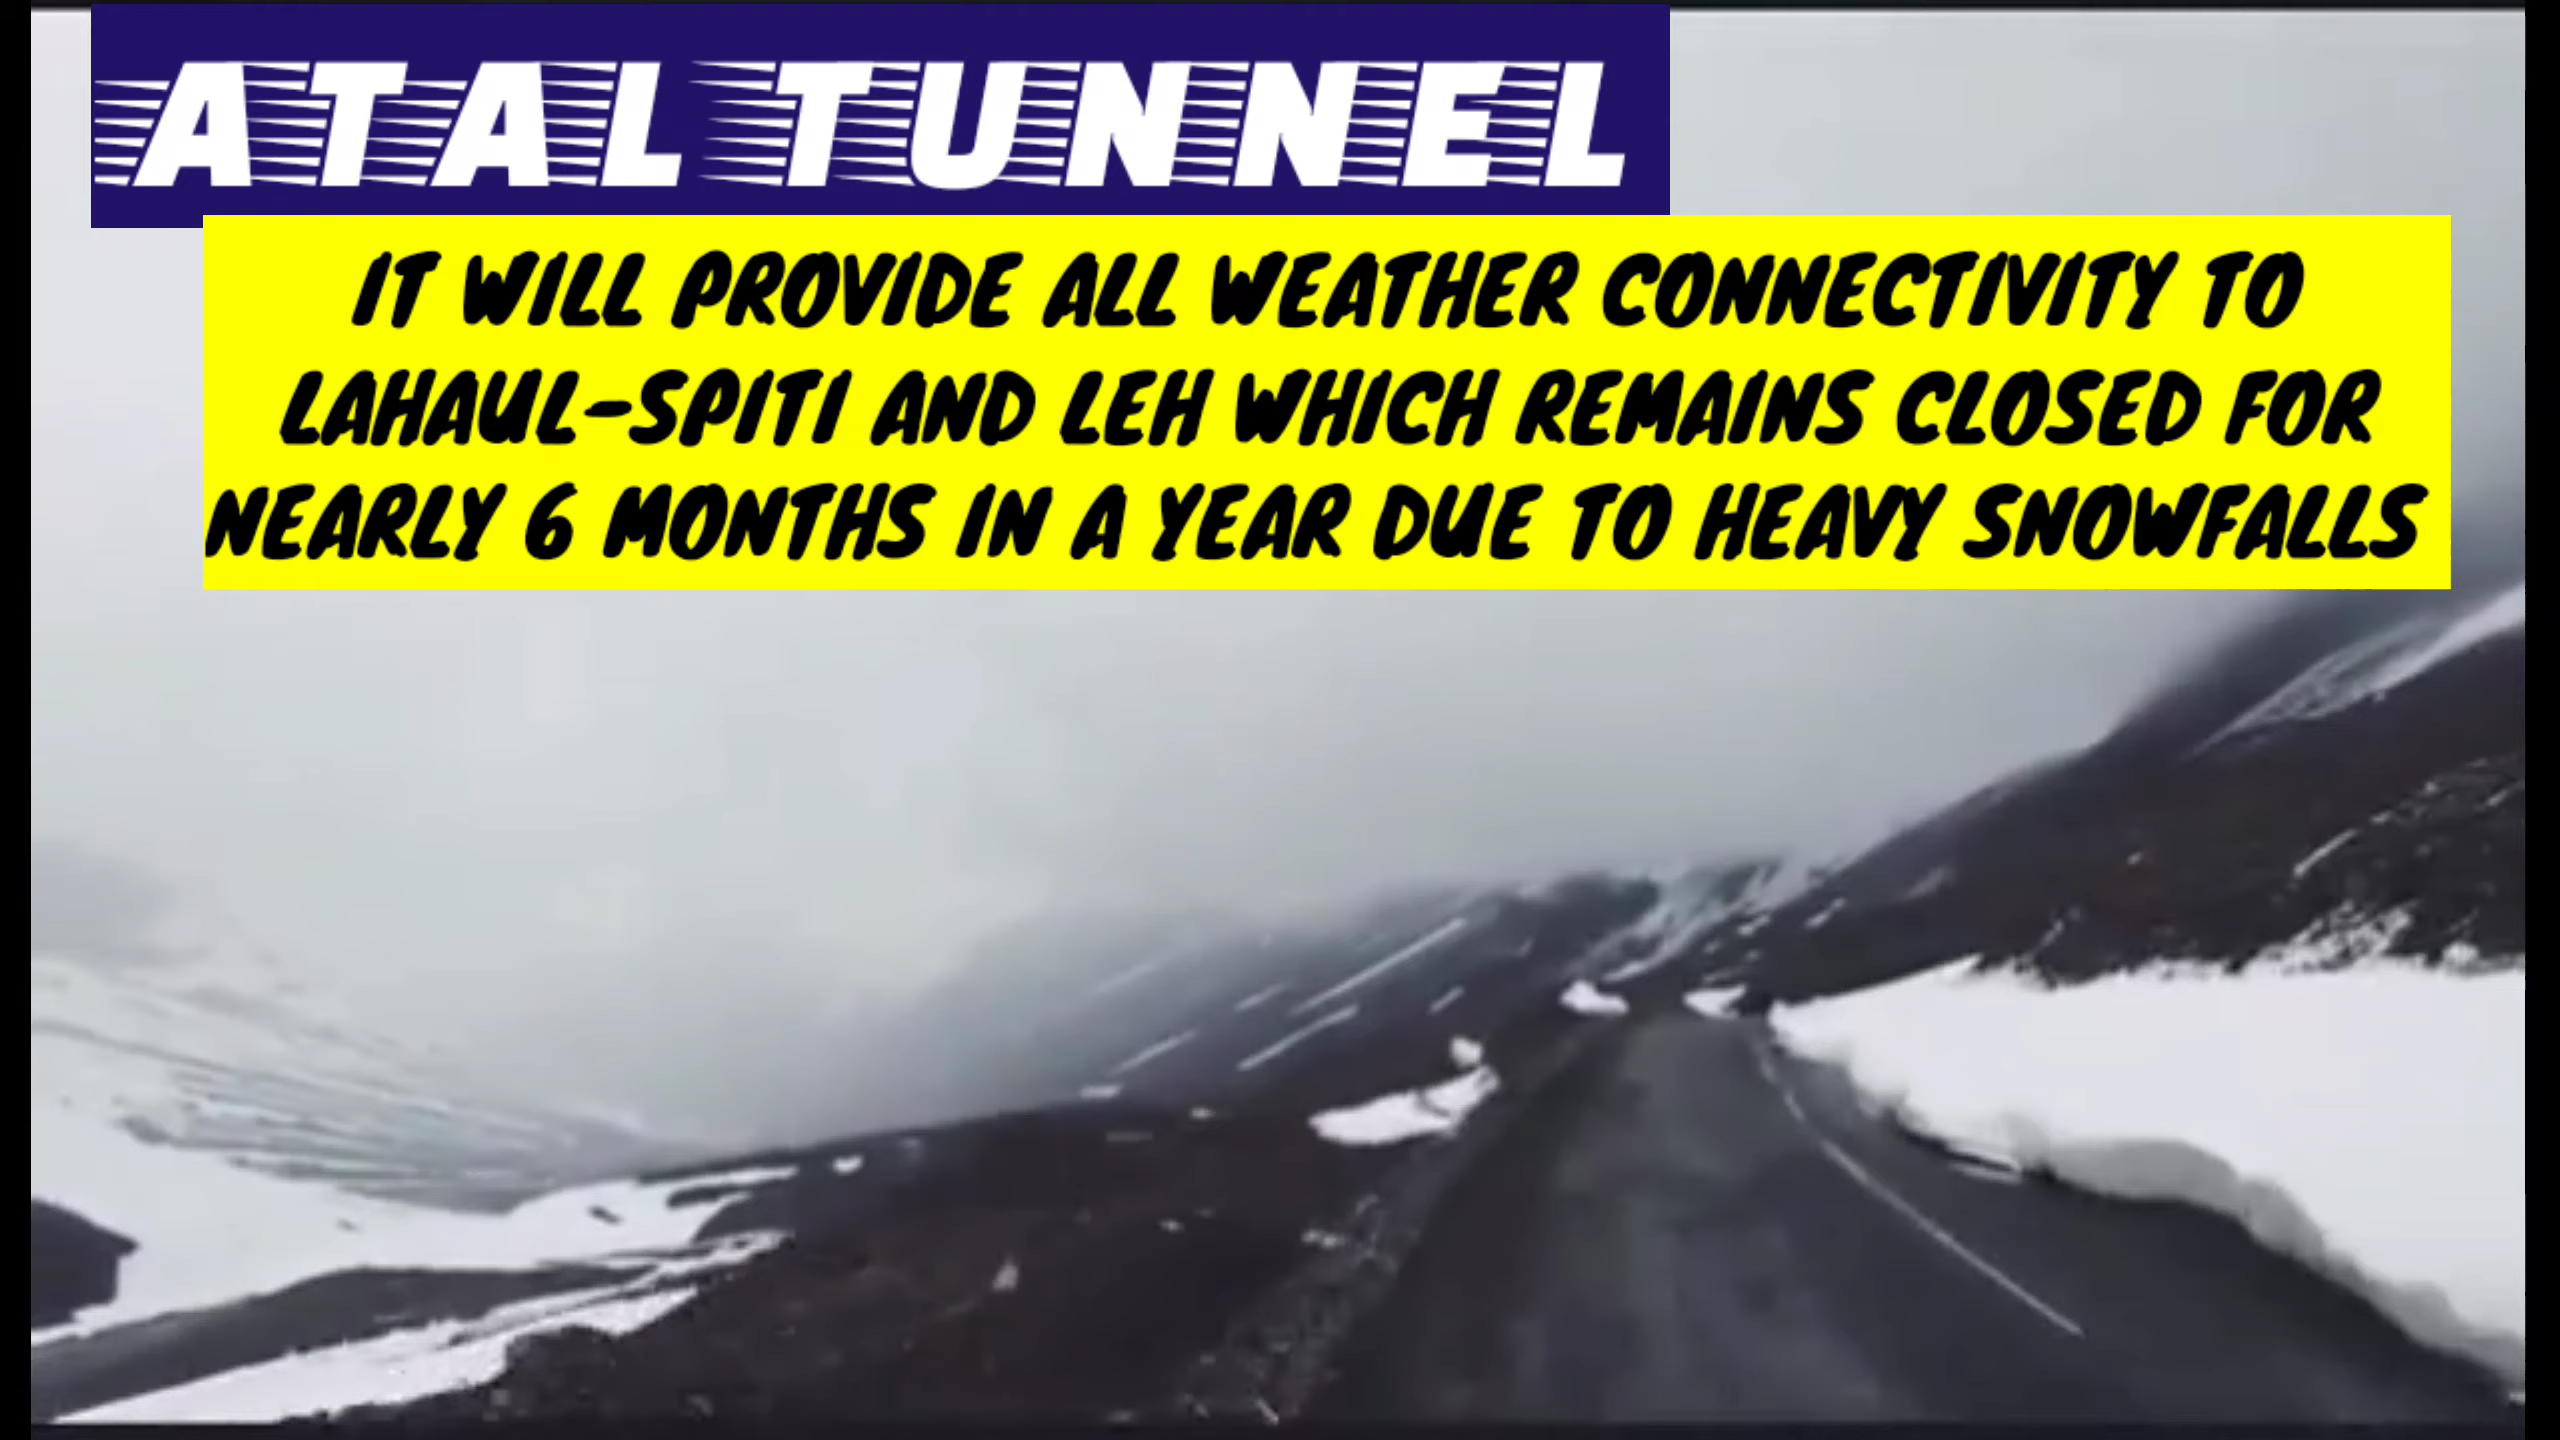 ATAL TUNNEL
IT WILL PROVIDE ALL WEATHER CONNECTIVITY TO
LAHAUL-SPITI AND LEH WHICH REMAINS CLOSED FOR
NEARLY 6 MONTHS IN A YEAR DUE TO HEAVY SNOWFALLS